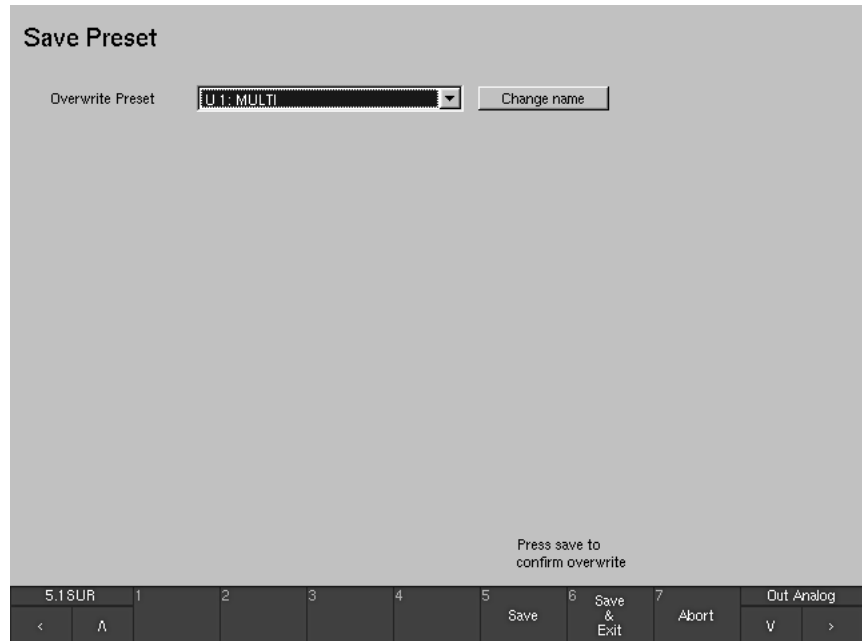 Save Preset
Overwrite Preset
U 1: MULTI
Change name
Press save to
confirm overwrite
5.1SUR
1
2
3
4
5
Save
6
Save
&
Exit
7
Abort
Out Analog
<
Λ
V
>